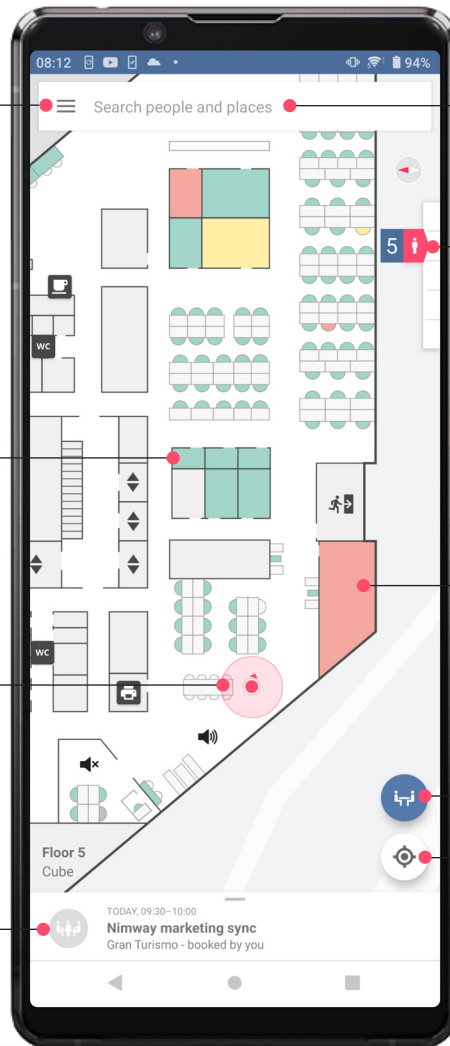 08:12
94%
Search people and places
5
WC
WC
Floor 5
Cube
TODAY, 09:30–10:00
Nimway marketing sync
Gran Turismo - booked by you